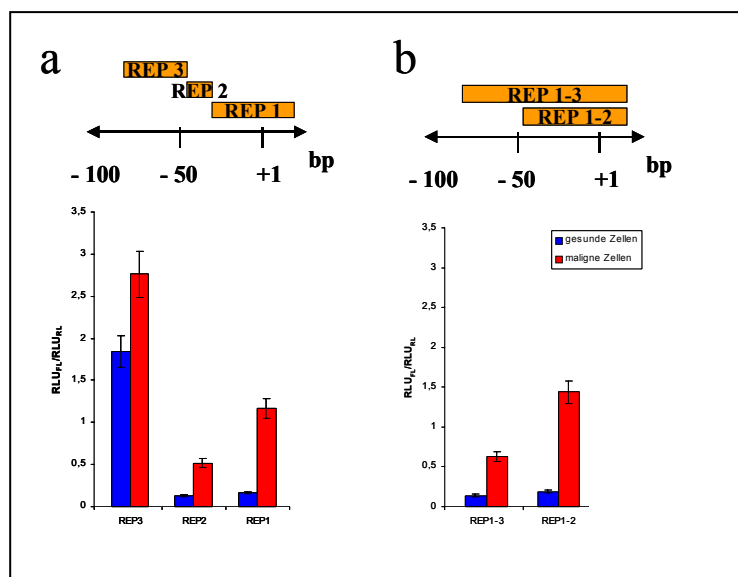 a
REP 3
REP 2
REP 1
bp
- 100
- 50
+1
3,5
3
2,5
2
1,5
1
0,5
0
RLU_FL/RLU_RL
REP3
REP2
REP1
b
REP 1-3
REP 1-2
bp
- 100
- 50
+1
gesunde Zellen
maligne Zellen
3,5
3
2,5
2
1,5
1
0,5
0
RLU_FL/RLU_RL
REP1-3
REP1-2